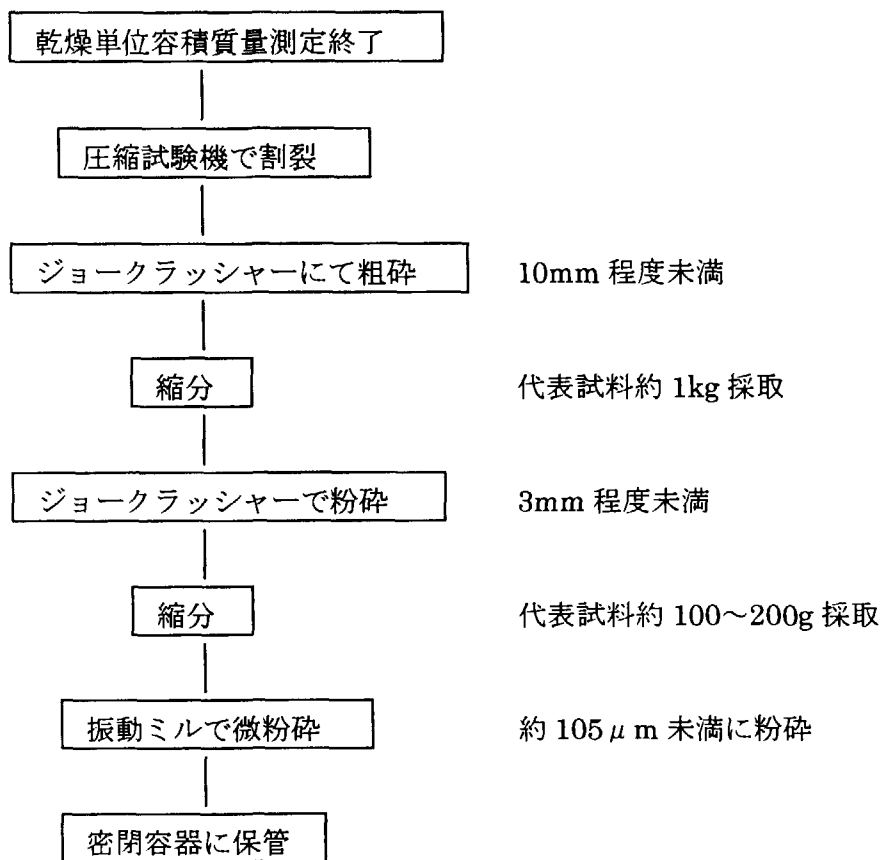 乾燥単位容積質量測定終了
圧縮試験機で割裂
ジョークラッシャーにて粗砕 10mm 程度未満
縮分 代表試料約 1kg 採取
ジョークラッシャーで粉砕 3mm 程度未満
縮分 代表試料約 100～200g 採取
振動ミルで微粉砕 約 105μm 未満に粉砕
密閉容器に保管